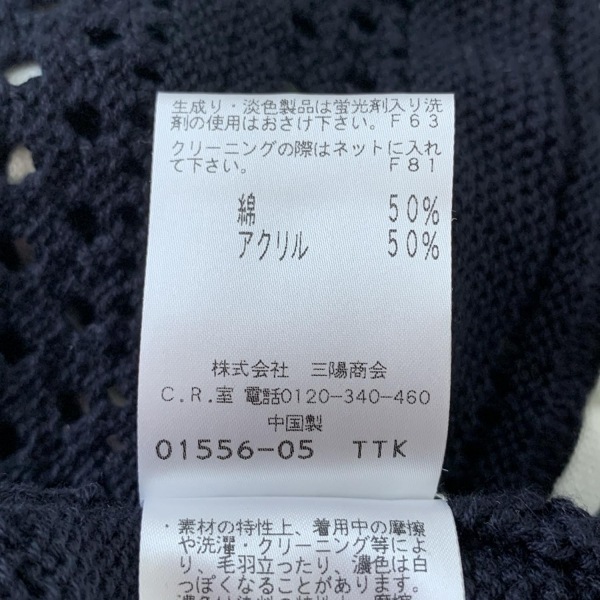 生成り・淡色製品は蛍光剤入り洗
剤の使用はおさけ下さい。F63
クリーニングの際はネットに入れ
て下さい。 F81
綿 50%
アクリル 50%
株式会社 三陽商会
C.R.室 電話0120-340-460
中国製
01556-05 TTK
・素材の特性上、着用中の摩擦
や洗濯・クリーニング等によ
り、毛羽立ったり、濃色は白
っぽくなることがあります。